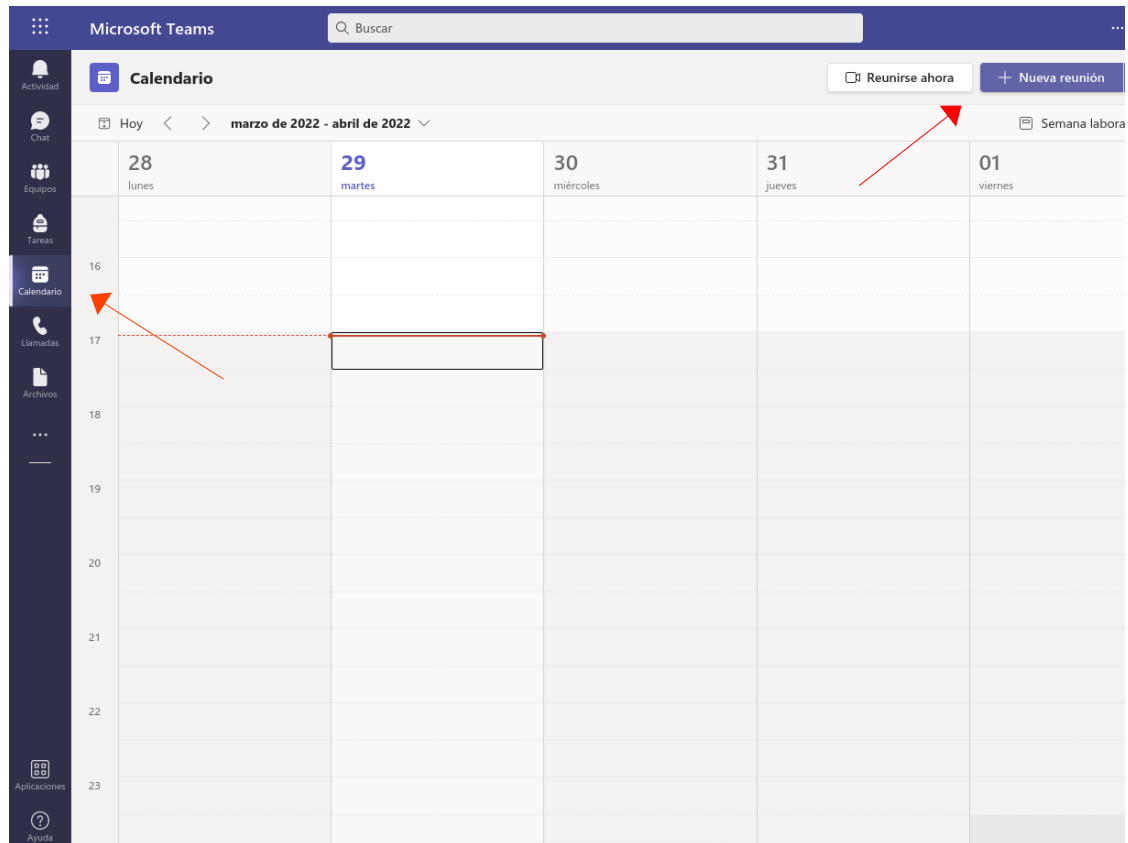 Microsoft Teams
Buscar
Actividad
Chat
Equipos
Tareas
Calendario
Llamadas
Archivos
Aplicaciones
Ayuda
Calendario
Reunirse ahora
Nueva reunión
Hoy
marzo de 2022 - abril de 2022
Semana labora
28
lunes
29
martes
30
miércoles
31
jueves
01
viernes
16
17
18
19
20
21
22
23